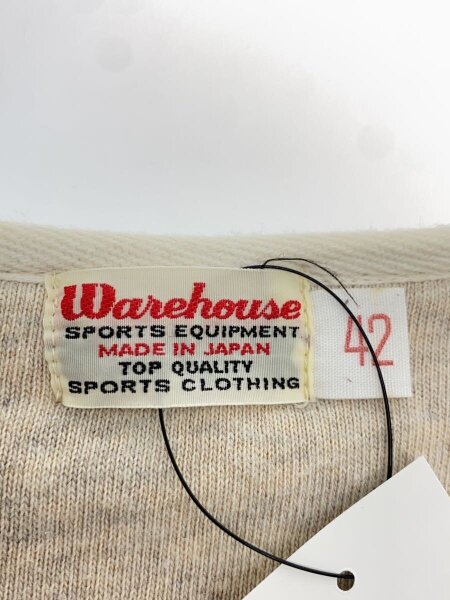 Warehouse
SPORTS EQUIPMENT
MADE IN JAPAN
TOP QUALITY
SPORTS CLOTHING
42